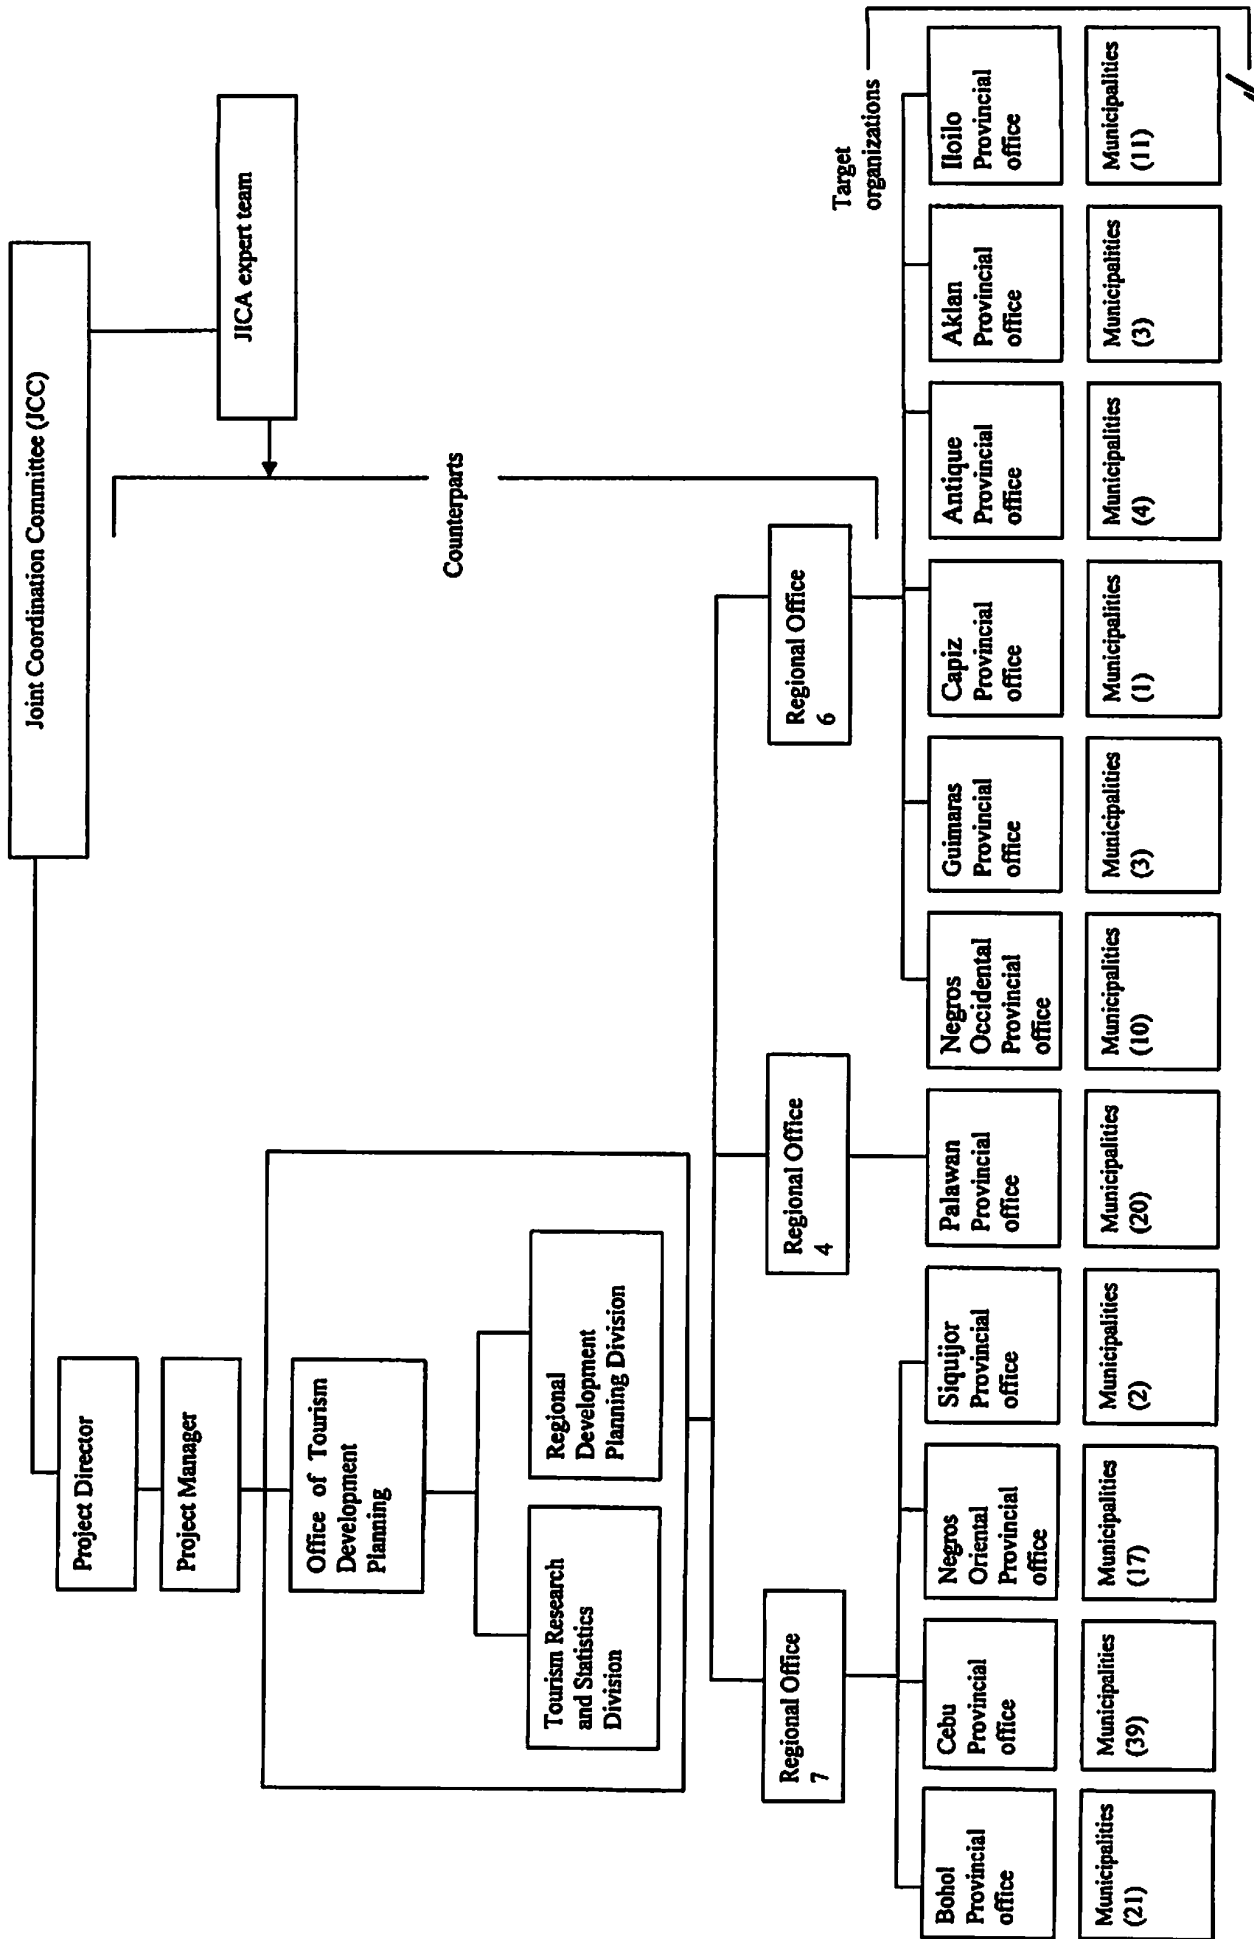 Joint Coordination Committee (JCC)
JICA expert team
Project Director
Project Manager
Counterparts
Office of Tourism
Development
Planning
Tourism Research
and Statistics
Division
Regional
Development
Planning Division
Regional Office
7
Regional Office
4
Regional Office
6
Target
organizations
Bohol
Provincial
office
Cebu
Provincial
office
Negros
Oriental
Provincial
office
Siquijor
Provincial
office
Palawan
Provincial
office
Negros
Occidental
Provincial
office
Guimaras
Provincial
office
Capiz
Provincial
office
Antique
Provincial
office
Aklan
Provincial
office
Iloilo
Provincial
office
Municipalities
(21)
Municipalities
(39)
Municipalities
(17)
Municipalities
(2)
Municipalities
(20)
Municipalities
(10)
Municipalities
(3)
Municipalities
(1)
Municipalities
(4)
Municipalities
(3)
Municipalities
(11)